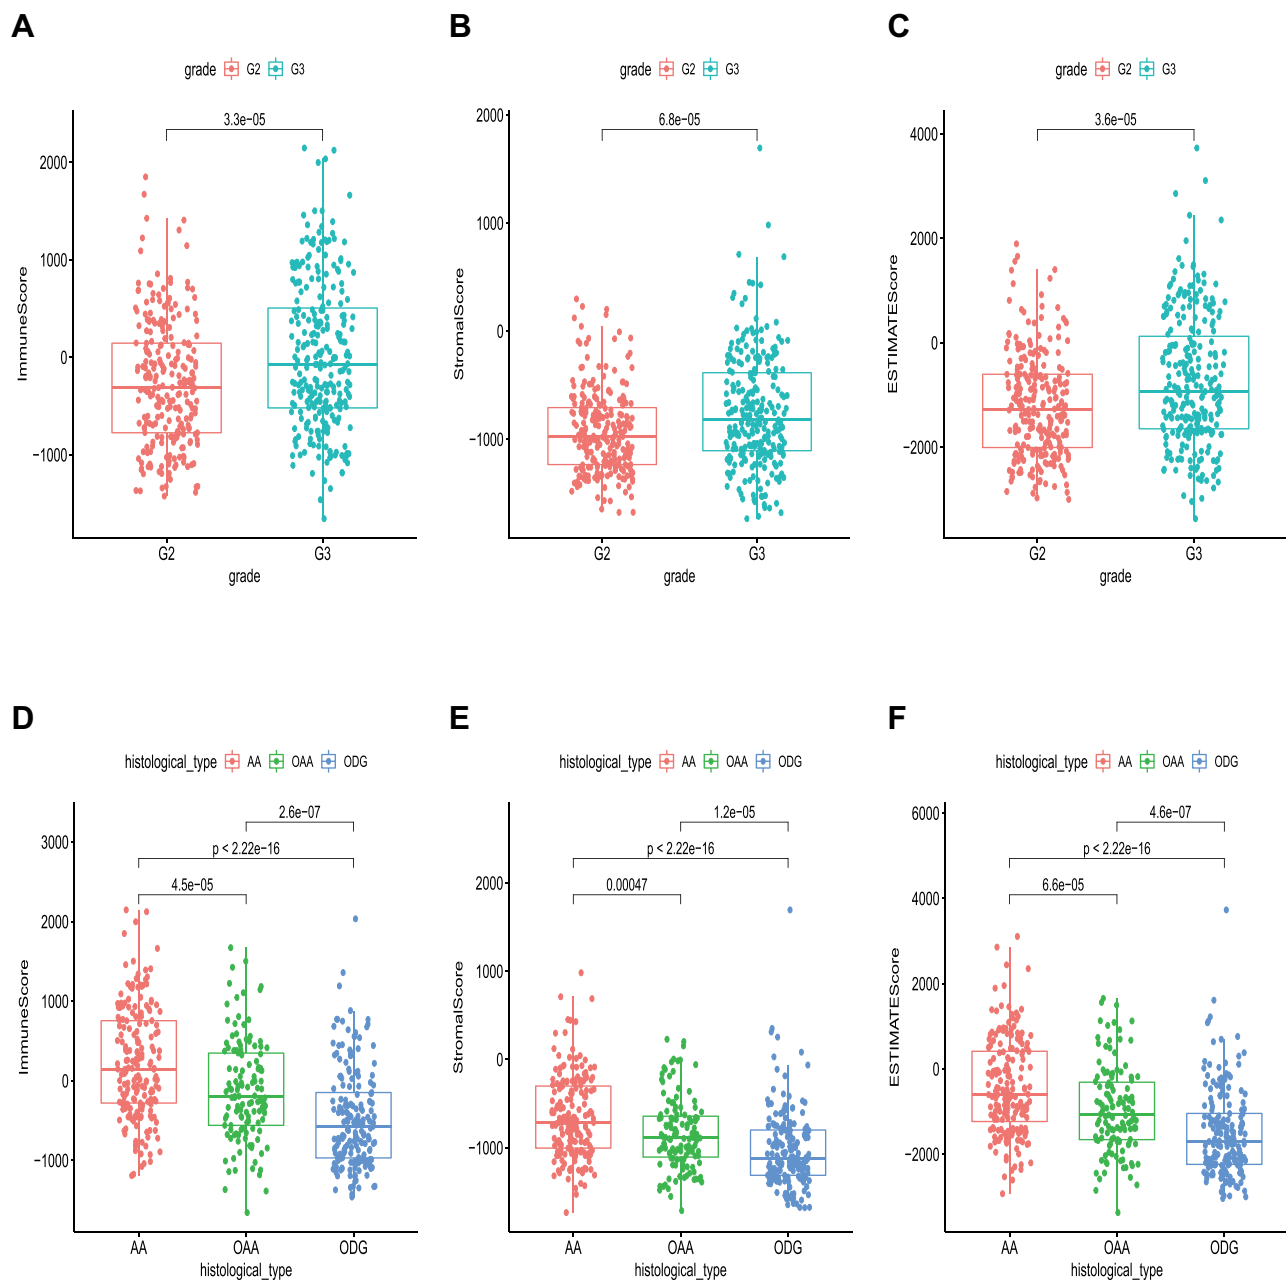 A
grade G2 G3
3.3e−05
2000
1000
0
−1000
ImmuneScore
G2 G3
grade
B
grade G2 G3
6.8e−05
2000
1000
0
−1000
StromalScore
G2 G3
grade
C
grade G2 G3
3.6e−05
4000
2000
0
−2000
ESTIMATEScore
G2 G3
grade
D
histological_type AA OAA ODG
2.6e−07
p < 2.22e−16
4.5e−05
3000
2000
1000
0
−1000
ImmuneScore
AA OAA ODG
histological_type
E
histological_type AA OAA ODG
1.2e−05
p < 2.22e−16
0.00047
2000
1000
0
−1000
StromalScore
AA OAA ODG
histological_type
F
histological_type AA OAA ODG
4.6e−07
p < 2.22e−16
6.6e−05
6000
4000
2000
0
−2000
ESTIMATEScore
AA OAA ODG
histological_type